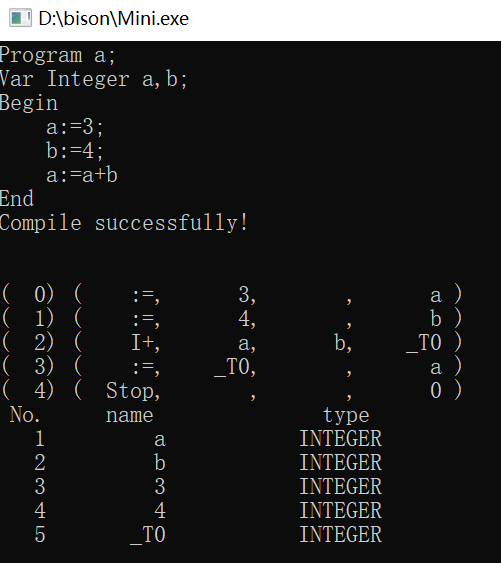 D:\bison\Mini.exe
Program a;
Var Integer a,b;
Begin
    a:=3;
    b:=4;
    a:=a+b
End
Compile successfully!
(  0) (    :=,      3,       ,      a )
(  1) (    :=,      4,       ,      b )
(  2) (    I+,      a,      b,    _T0 )
(  3) (    :=,    _T0,       ,      a )
(  4) (  Stop,       ,       ,      0 )
No.     name              type
1         a           INTEGER
2         b           INTEGER
3         3           INTEGER
4         4           INTEGER
5       _T0           INTEGER